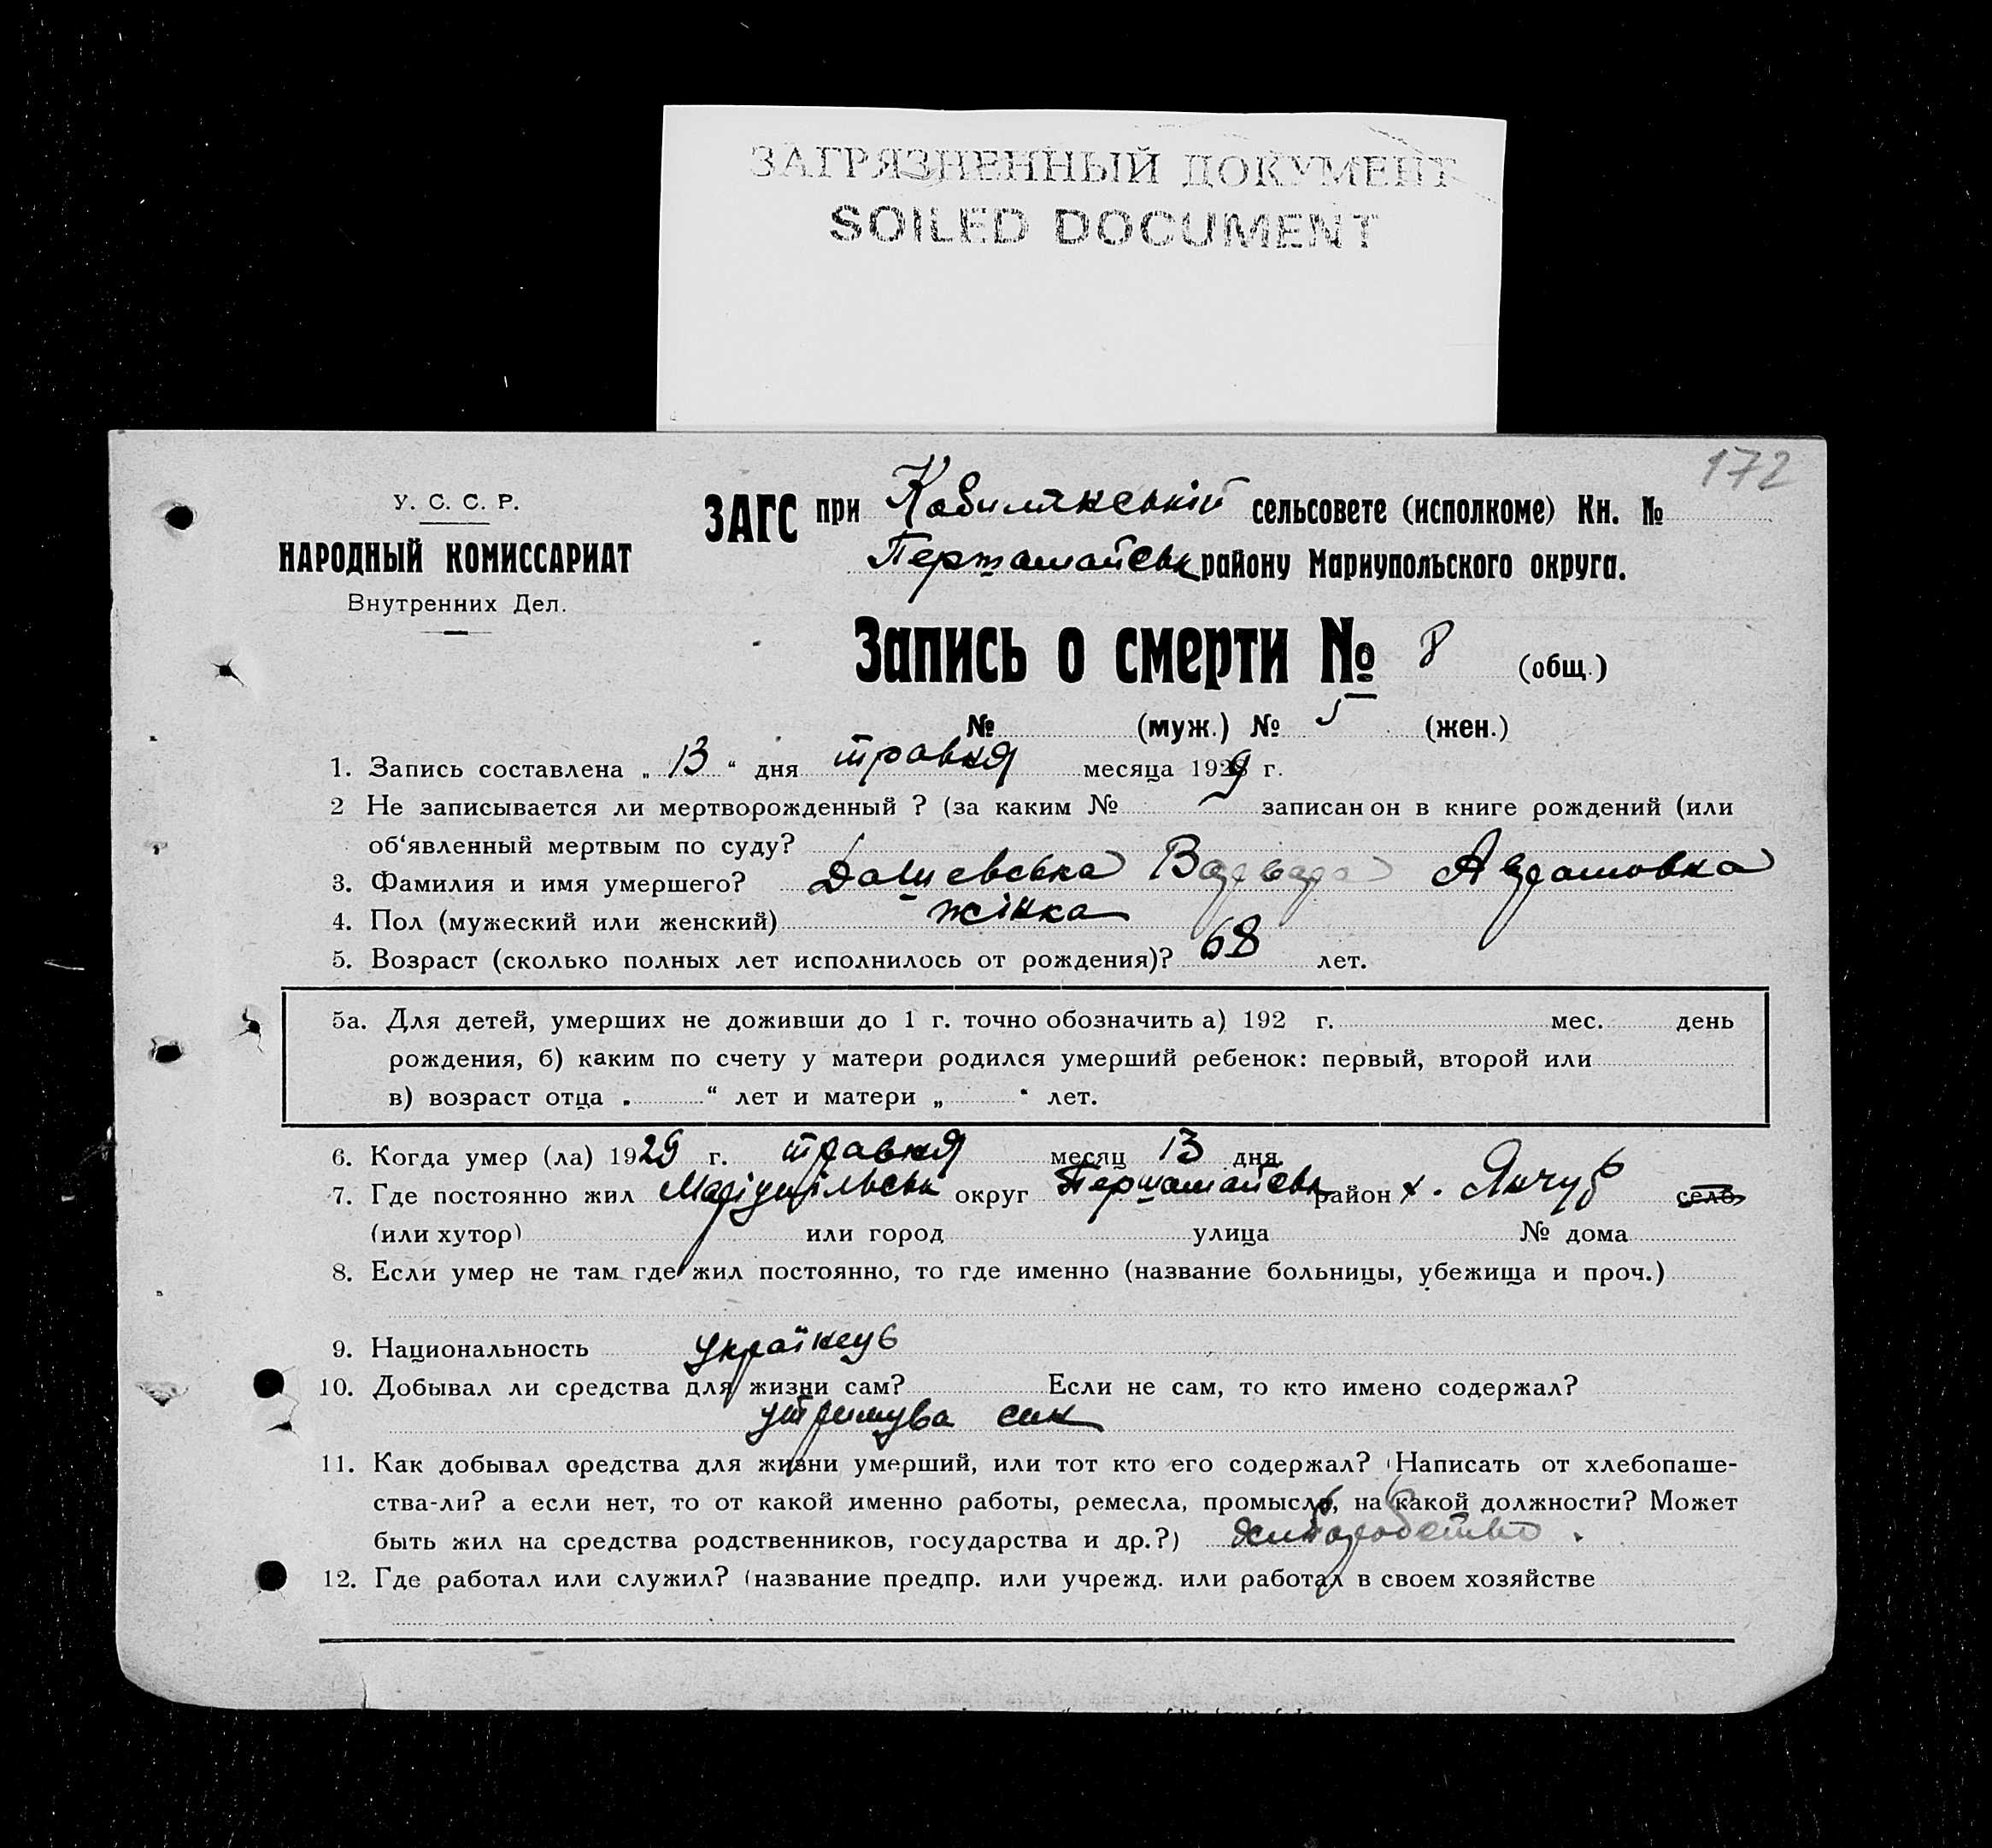 ЗАГРЯЗНЕННЫЙ ДОКУМЕНТ
SOILED DOCUMENT
172
У. С. С. Р.
НАРОДНЫЙ КОМИССАРИАТ
Внутренних Дел.
ЗАГС при сельсовете (исполкоме) Кн. №
Першамайськ району Мариупольского округа.
Запись о смерти № 8 (общ.)
№ (муж.) № 5 (жен.)
1. Запись составлена „ 13 “ дня травня месяца 1929 г.
2 Не записывается ли мертворожденный ? (за каким № записан он в книге рождений (или
об‘явленный мертвым по суду?
3. Фамилия и имя умершего? Дашевська
4. Пол (мужеский или женский) жінка
5. Возраст (сколько полных лет исполнилось от рождения)? 68 лет.
5а. Для детей, умерших не доживши до 1 г. точно обозначить а) 192 г. мес. день
рождения, б) каким по счету у матери родился умерший ребенок: первый, второй или
в) возраст отца „ “ лет и матери „ “ лет.
6. Когда умер (ла) 1929 г. травня месяц 13 дня
7. Где постоянно жил Маріупільськ округ Першамайськ район х. Янчур село
(или хутор) или город улица № дома
8. Если умер не там где жил постоянно, то где именно (название больницы, убежища и проч.)
9. Национальность українець
10. Добывал ли средства для жизни сам? Если не сам, то кто имено содержал?
утримува син
11. Как добывал средства для жизни умерший, или тот кто его содержал? (Написать от хлебопаше-
ства-ли? а если нет, то от какой именно работы, ремесла, промысла, на какой должности? Может
быть жил на средства родственников, государства и др.?)
12. Где работал или служил? (название предпр. или учрежд. или работал в своем хозяйстве